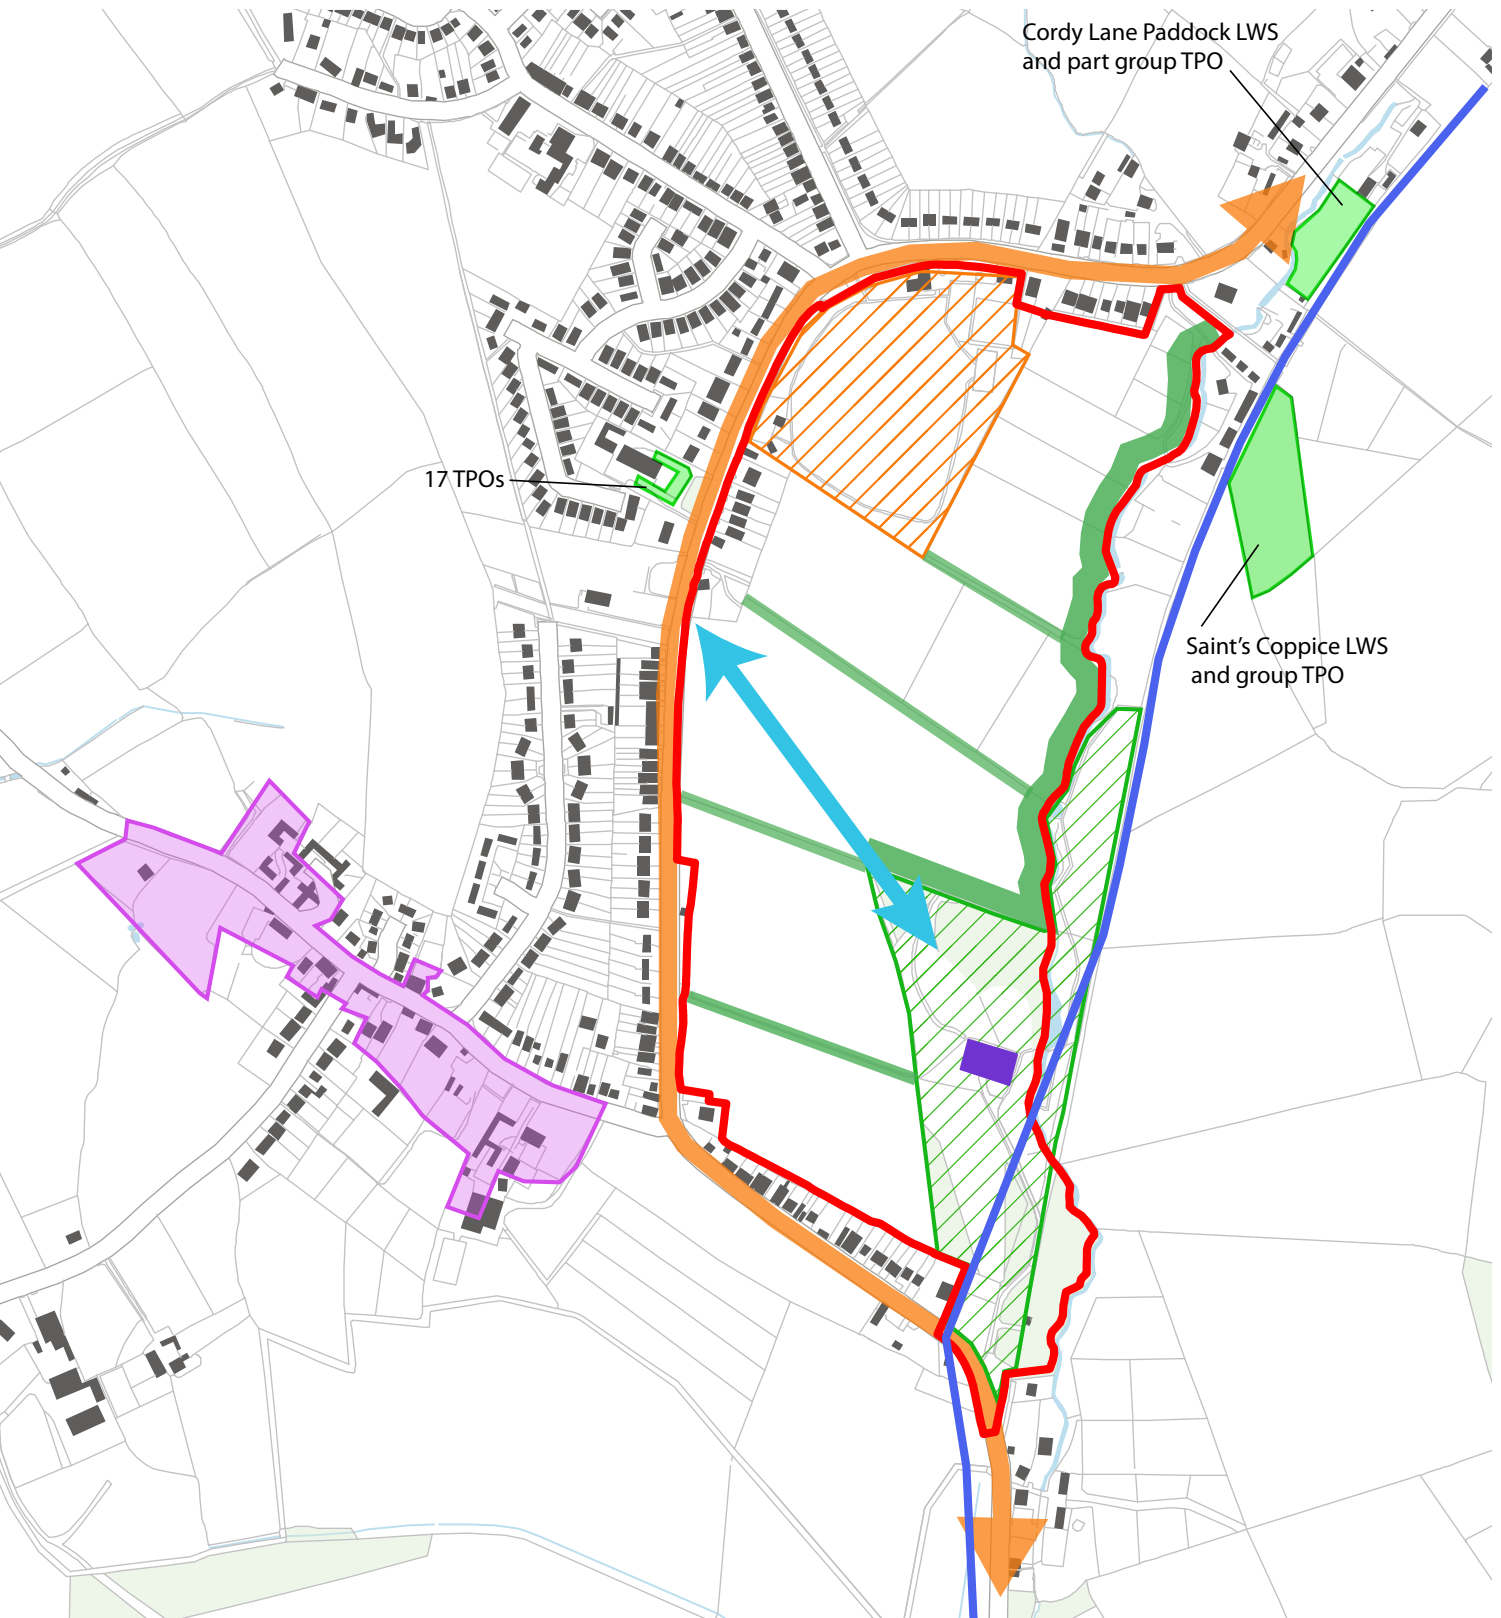 Cordy Lane Paddock LWS
and part group TPO
17 TPOs
Saint's Coppice LWS
and group TPO